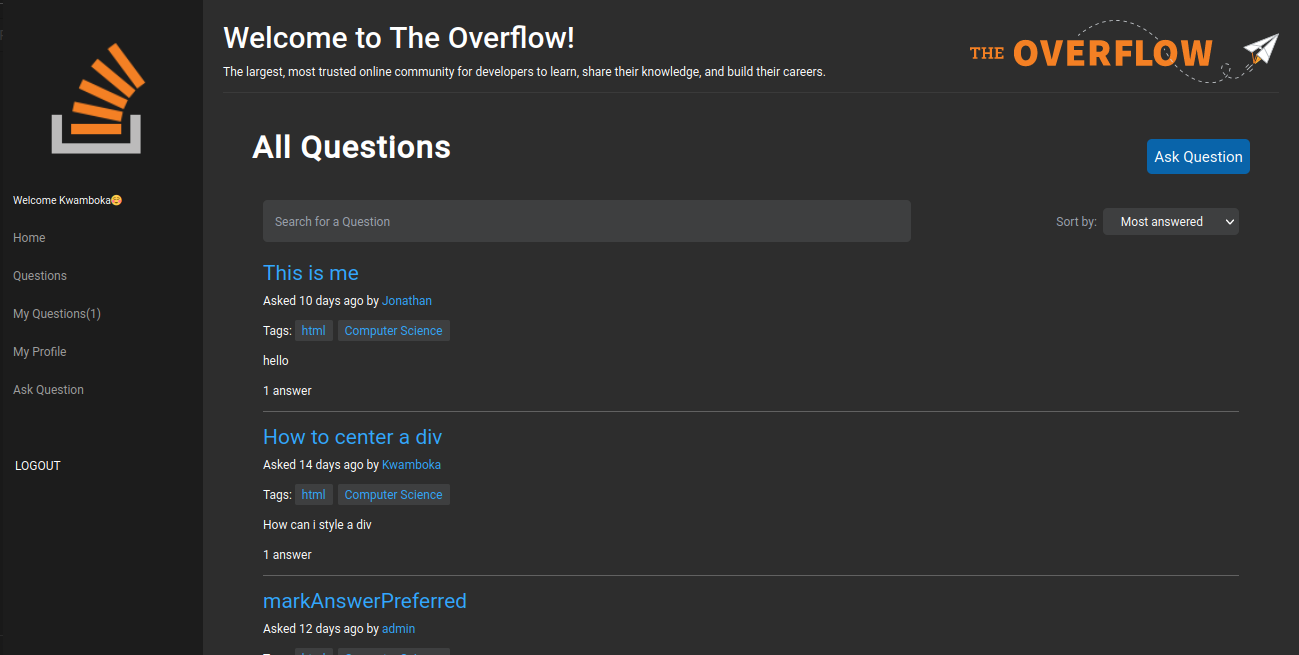 Welcome to The Overflow!
The largest, most trusted online community for developers to learn, share their knowledge, and build their careers.
THE OVERFLOW
Welcome Kwamboka😊
Home
Questions
My Questions(1)
My Profile
Ask Question
LOGOUT
All Questions
Ask Question
Search for a Question
Sort by: Most answered
This is me
Asked 10 days ago by Jonathan
Tags: html Computer Science
hello
1 answer
How to center a div
Asked 14 days ago by Kwamboka
Tags: html Computer Science
How can i style a div
1 answer
markAnswerPreferred
Asked 12 days ago by admin